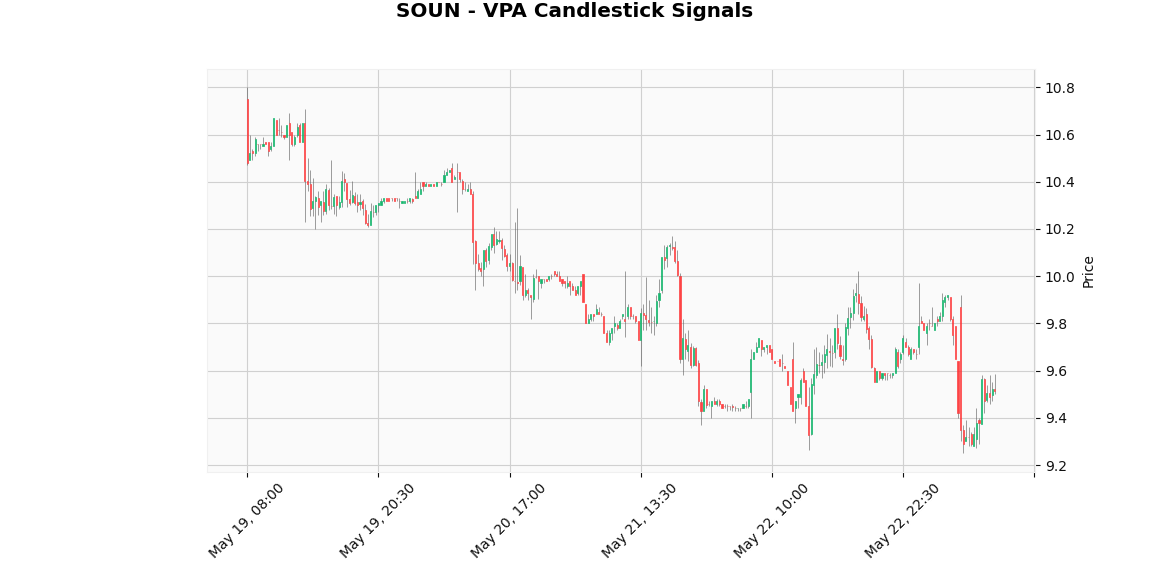 SOUN - VPA Candlestick Signals
10.8
10.6
10.4
10.2
10.0
9.8
9.6
9.4
9.2
Price
May 19, 08:00
May 19, 20:30
May 20, 17:00
May 21, 13:30
May 22, 10:00
May 22, 22:30